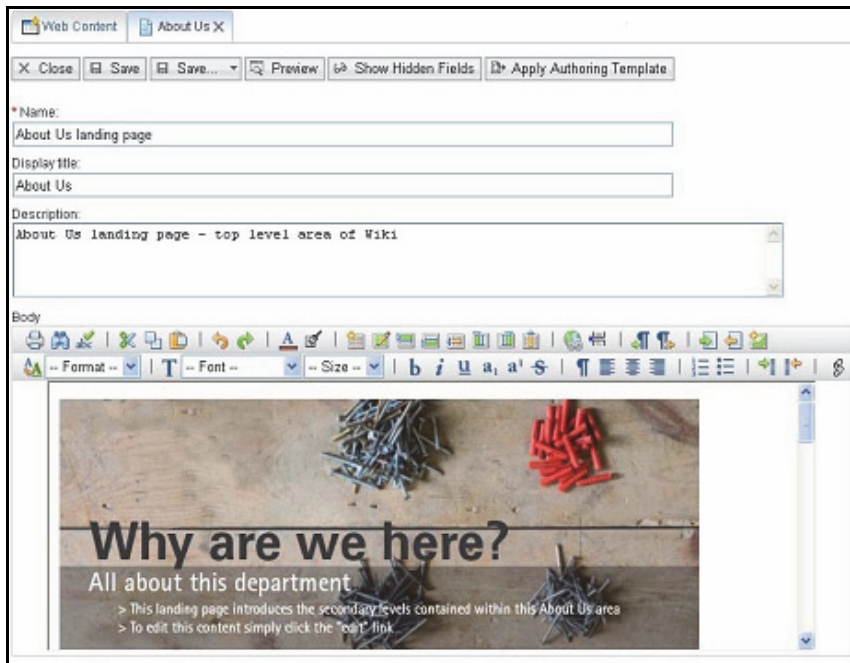 Web Content About Us X
X Close Save Save... Preview Show Hidden Fields Apply Authoring Template
* Name:
About Us landing page
Display title:
About Us
Description:
About Us landing page - top level area of Wiki
Body
-- Format -- T -- Font -- -- Size -- b i u a₁ a¹ S ¶
Why are we here?
All about this department
> This landing page introduces the secondary levels contained within this About Us area
> To edit this content simply click the "edit" link